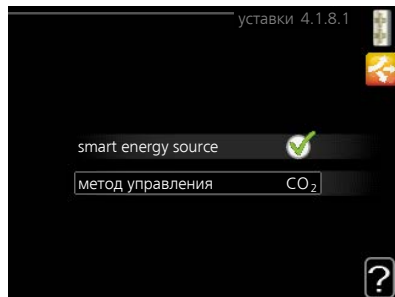 уставки 4.1.8.1
smart energy source
метод управления CO₂
?